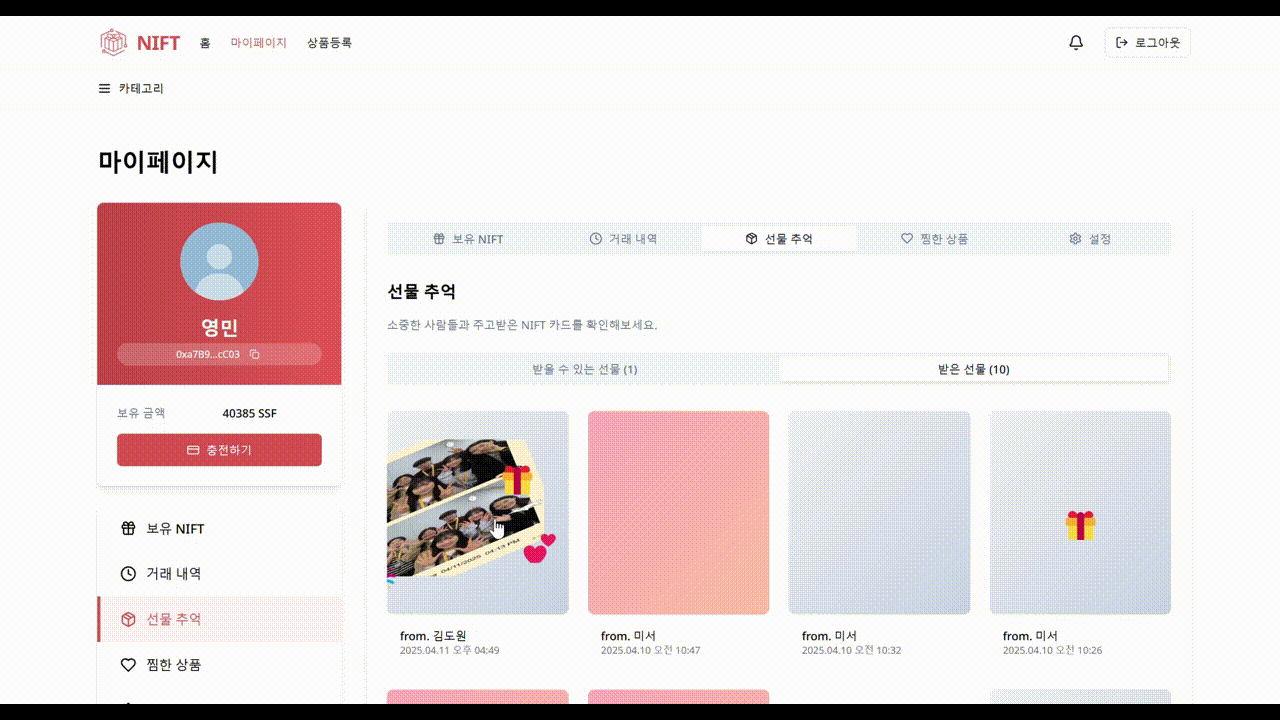 NIFT 홈 마이페이지 상품등록 로그아웃
카테고리
마이페이지
영민
0xa7B9...cC03
보유 금액 40385 SSF
충전하기
보유 NIFT
거래 내역
선물 추억
찜한 상품
보유 NIFT 거래 내역 선물 추억 찜한 상품 설정
선물 추억
소중한 사람들과 주고받은 NIFT 카드를 확인해보세요.
받을 수 있는 선물 (1) 받은 선물 (10)
04/11/2025 04:13 PM
from. 김도원 from. 미서 from. 미서 from. 미서
2025.04.11 오후 04:49 2025.04.10 오전 10:47 2025.04.10 오전 10:32 2025.04.10 오전 10:26